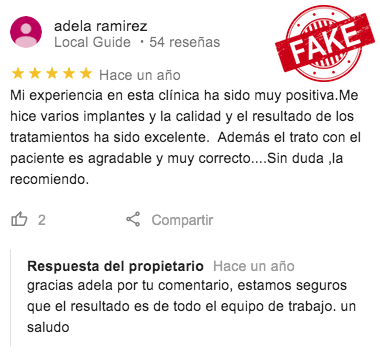 adela ramirez
Local Guide · 54 reseñas
FAKE
★★★★★ Hace un año
Mi experiencia en esta clínica ha sido muy positiva.Me
hice varios implantes y la calidad y el resultado de los
tratamientos ha sido excelente.  Además el trato con el
paciente es agradable y muy correcto....Sin duda ,la
recomiendo.
2 Compartir
Respuesta del propietario Hace un año
gracias adela por tu comentario, estamos seguros
que el resultado es de todo el equipo de trabajo. un
saludo